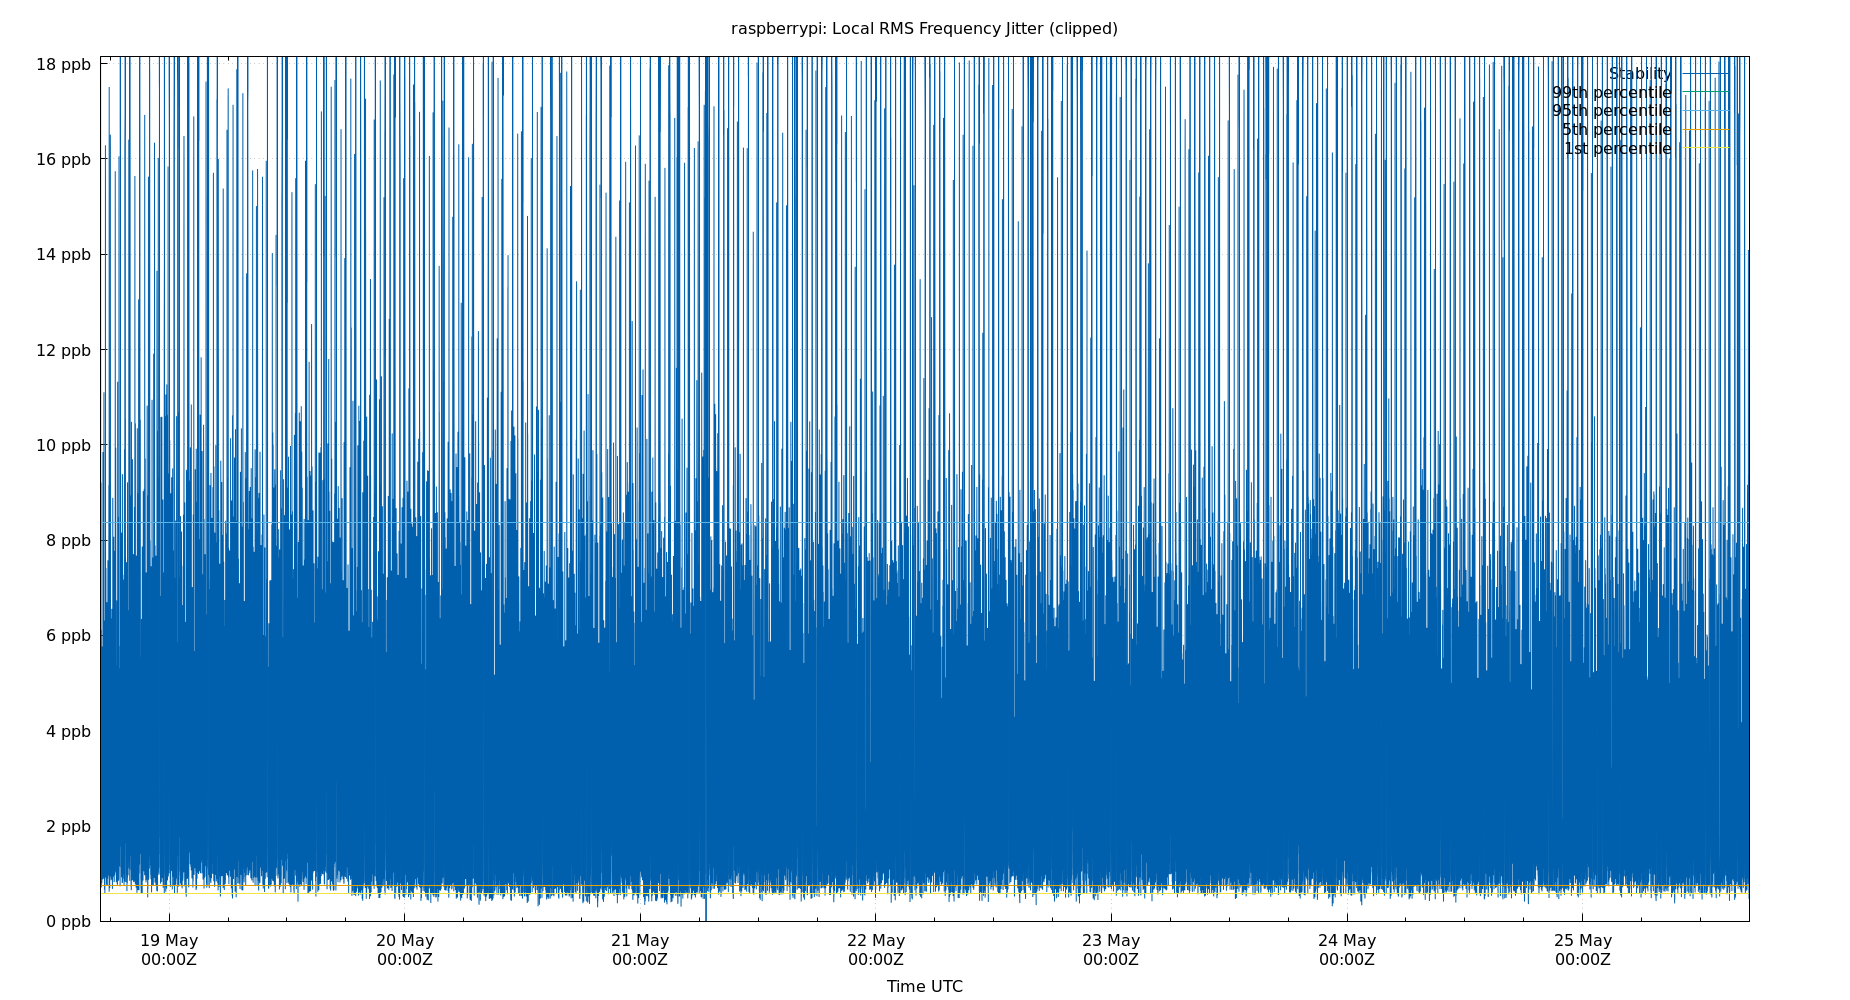 raspberrypi: Local RMS Frequency Jitter (clipped)
18 ppb
16 ppb
14 ppb
12 ppb
10 ppb
8 ppb
6 ppb
4 ppb
2 ppb
0 ppb
Stability
99th percentile
95th percentile
5th percentile
1st percentile
19 May 20 May 21 May 22 May 23 May 24 May 25 May
00:00Z 00:00Z 00:00Z 00:00Z 00:00Z 00:00Z 00:00Z
Time UTC